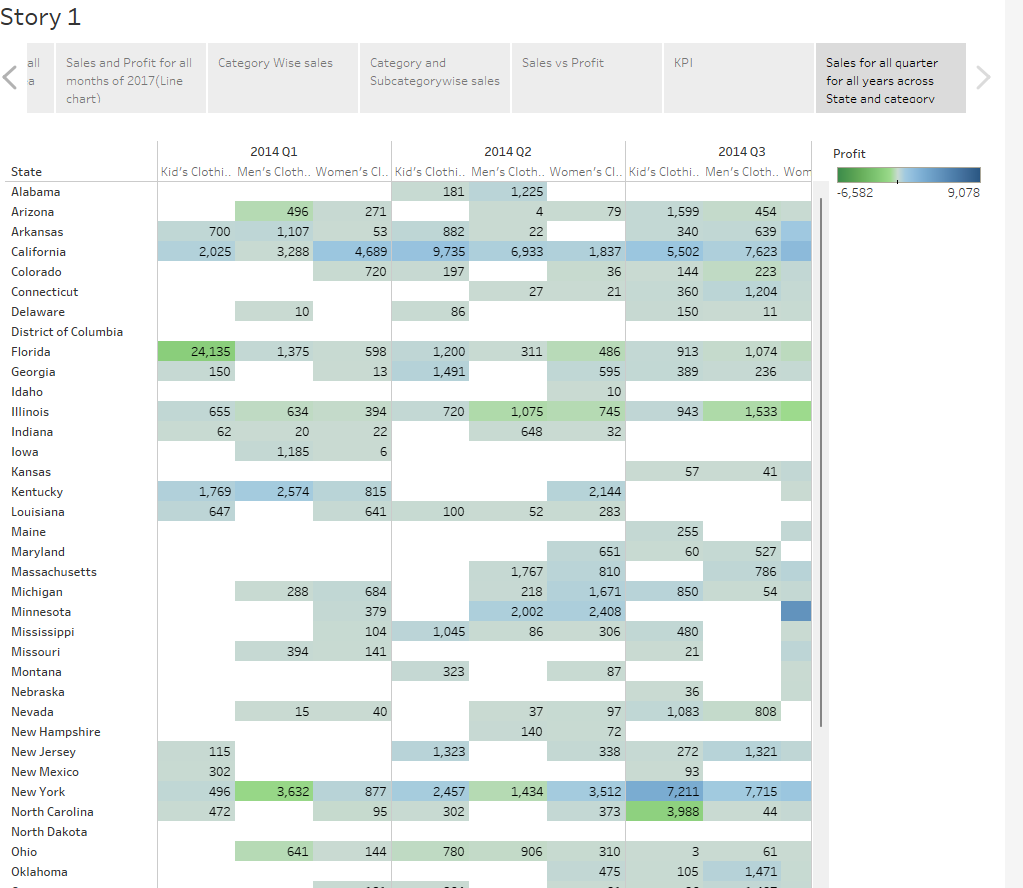 Story 1
all
a
Sales and Profit for all
months of 2017(Line
chart)
Category Wise sales
Category and
Subcategorywise sales
Sales vs Profit
KPI
Sales for all quarter
for all years across
State and category
2014 Q1 2014 Q2 2014 Q3
State Kid's Clothi.. Men's Cloth.. Women's Cl.. Kid's Clothi.. Men's Cloth.. Women's Cl.. Kid's Clothi.. Men's Cloth.. Wom
Profit
-6,582 9,078
Alabama 181 1,225
Arizona 496 271 4 79 1,599 454
Arkansas 700 1,107 53 882 22 340 639
California 2,025 3,288 4,689 9,735 6,933 1,837 5,502 7,623
Colorado 720 197 36 144 223
Connecticut 27 21 360 1,204
Delaware 10 86 150 11
District of Columbia
Florida 24,135 1,375 598 1,200 311 486 913 1,074
Georgia 150 13 1,491 595 389 236
Idaho 10
Illinois 655 634 394 720 1,075 745 943 1,533
Indiana 62 20 22 648 32
Iowa 1,185 6
Kansas 57 41
Kentucky 1,769 2,574 815 2,144
Louisiana 647 641 100 52 283
Maine 255
Maryland 651 60 527
Massachusetts 1,767 810 786
Michigan 288 684 218 1,671 850 54
Minnesota 379 2,002 2,408
Mississippi 104 1,045 86 306 480
Missouri 394 141 21
Montana 323 87
Nebraska 36
Nevada 15 40 37 97 1,083 808
New Hampshire 140 72
New Jersey 115 1,323 338 272 1,321
New Mexico 302 93
New York 496 3,632 877 2,457 1,434 3,512 7,211 7,715
North Carolina 472 95 302 373 3,988 44
North Dakota
Ohio 641 144 780 906 310 3 61
Oklahoma 475 105 1,471